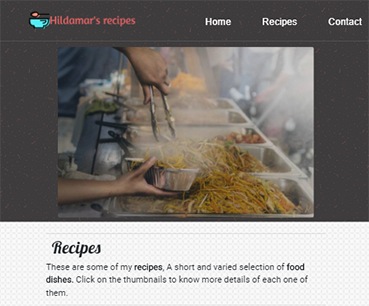 Hildamar's recipes
Home Recipes Contact
Recipes
These are some of my recipes, A short and varied selection of food
dishes. Click on the thumbnails to know more details of each one of
them.